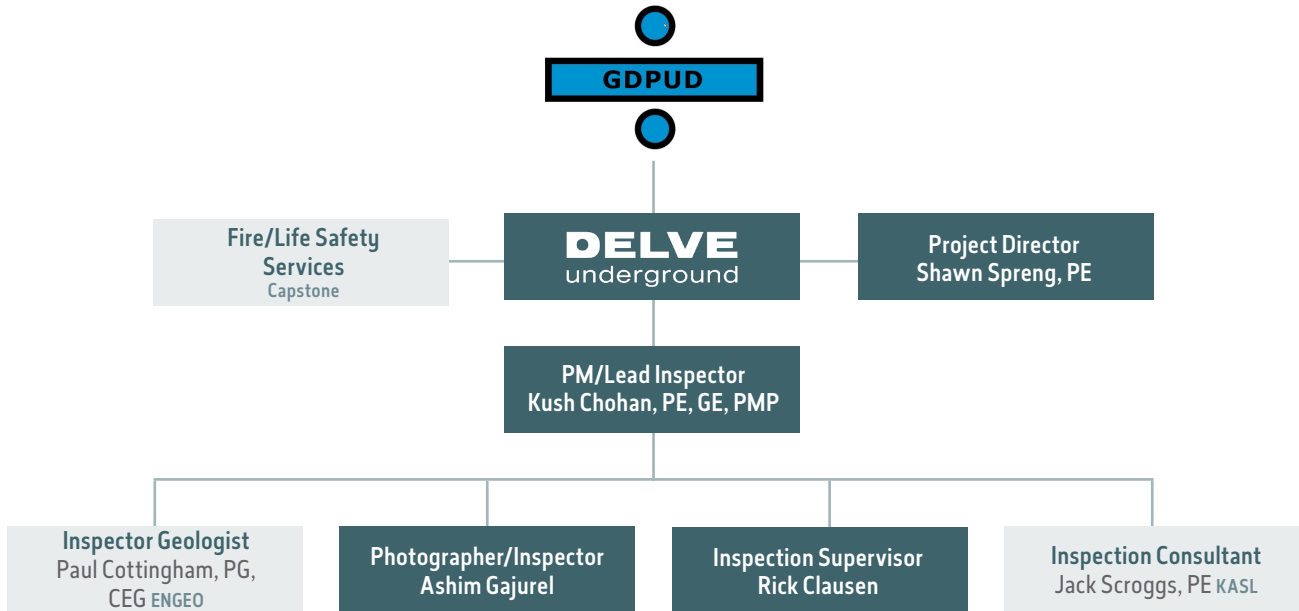 GDPUD
Fire/Life Safety
Services
Capstone
DELVE
underground
Project Director
Shawn Spreng, PE
PM/Lead Inspector
Kush Chohan, PE, GE, PMP
Inspector Geologist
Paul Cottingham, PG,
CEG ENGEO
Photographer/Inspector
Ashim Gajurel
Inspection Supervisor
Rick Clausen
Inspection Consultant
Jack Scroggs, PE KASL